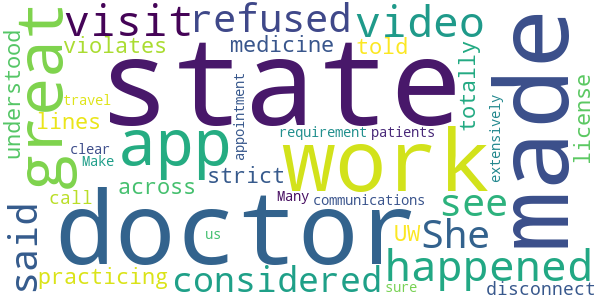 visit refused video
understood great violates medicine told totally made
state
travel lines app appointment requirement patients license
clear Make work extensively
across strict
call doctor Many communications see
said us UW She happened
practicing considered sure disconnect